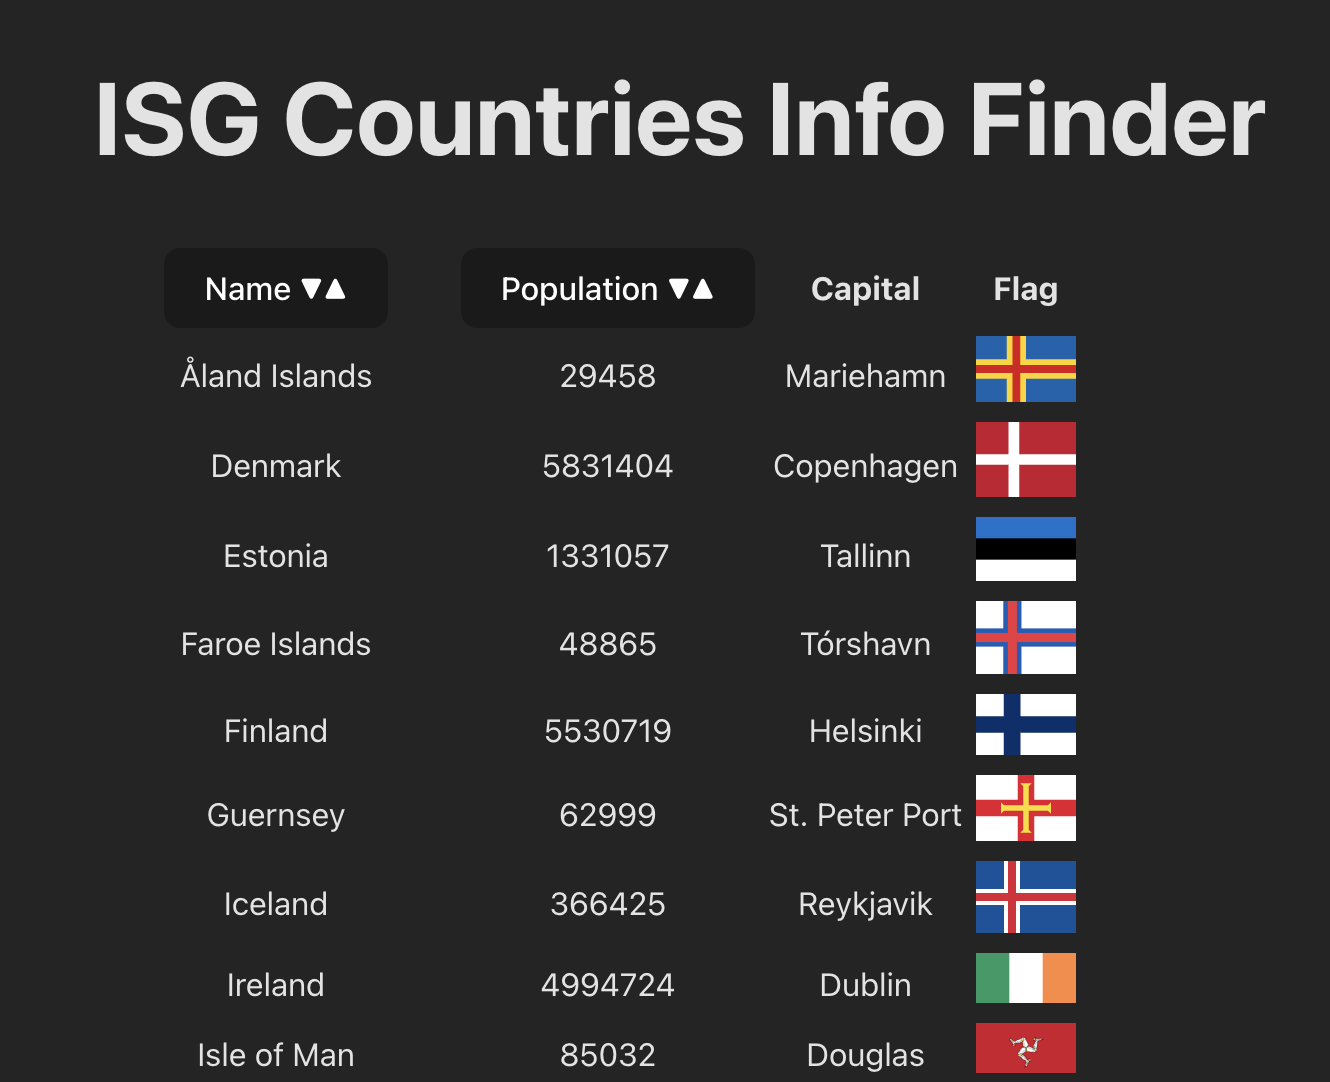 ISG Countries Info Finder
Name ▼▲ Population ▼▲ Capital Flag
Åland Islands 29458 Mariehamn
Denmark 5831404 Copenhagen
Estonia 1331057 Tallinn
Faroe Islands 48865 Tórshavn
Finland 5530719 Helsinki
Guernsey 62999 St. Peter Port
Iceland 366425 Reykjavik
Ireland 4994724 Dublin
Isle of Man 85032 Douglas